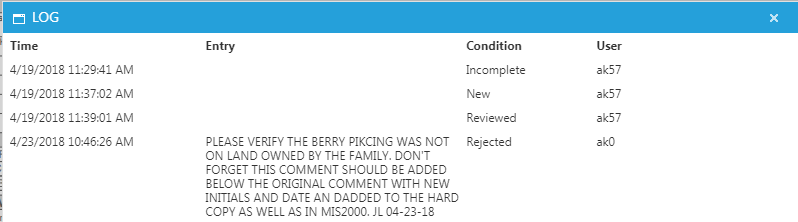 LOG ×
Time Entry Condition User
4/19/2018 11:29:41 AM Incomplete ak57
4/19/2018 11:37:02 AM New ak57
4/19/2018 11:39:01 AM Reviewed ak57
4/23/2018 10:46:26 AM PLEASE VERIFY THE BERRY PIKCING WAS NOT Rejected ak0
ON LAND OWNED BY THE FAMILY. DON'T
FORGET THIS COMMENT SHOULD BE ADDED
BELOW THE ORIGINAL COMMENT WITH NEW
INITIALS AND DATE AN DADDED TO THE HARD
COPY AS WELL AS IN MIS2000. JL 04-23-18